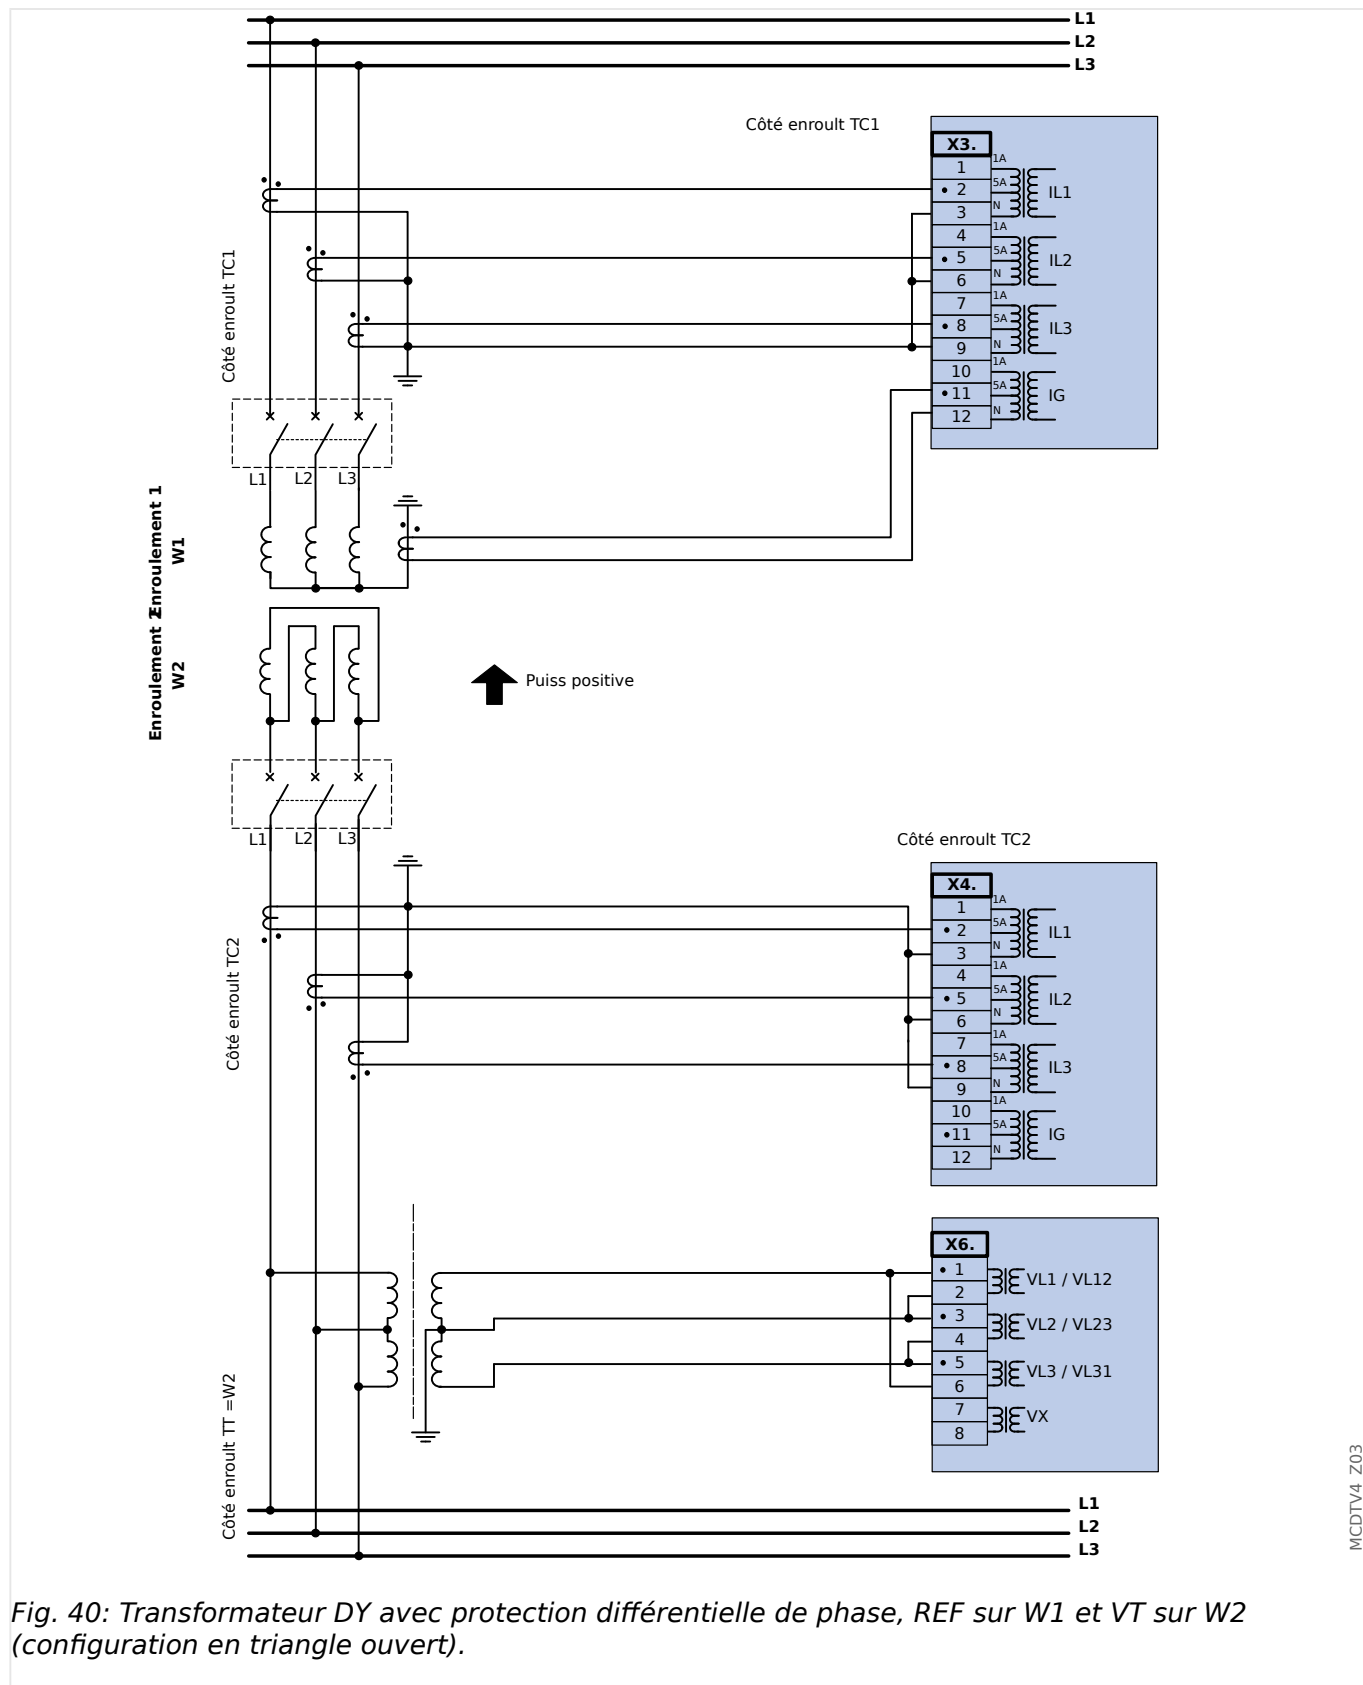 L1
L2
L3
Côté enroult TC1
X3.
1
2
3
4
5
6
7
8
9
10
11
12
1A
5A
N
IL1
1A
5A
N
IL2
1A
5A
N
IL3
1A
5A
N
IG
Côté enroult TC1
L1
L2
L3
Enroulement 1
W1
Enroulement 2
W2
Puiss positive
L1
L2
L3
Côté enroult TC2
X4.
1
2
3
4
5
6
7
8
9
10
11
12
1A
5A
N
IL1
1A
5A
N
IL2
1A
5A
N
IL3
1A
5A
N
IG
Côté enroult TC2
X6.
1
2
3
4
5
6
7
8
VL1 / VL12
VL2 / VL23
VL3 / VL31
VX
Côté enroult TT =W2
L1
L2
L3
MCDTV4 Z03
Fig. 40: Transformateur DY avec protection différentielle de phase, REF sur W1 et VT sur W2
(configuration en triangle ouvert).